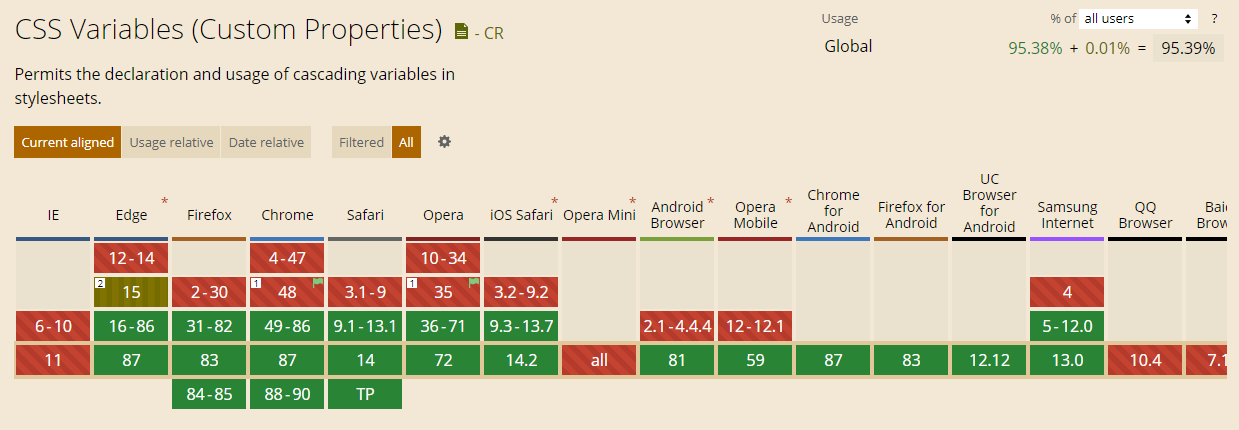 CSS Variables (Custom Properties) - CR
Usage % of all users ?
Global 95.38% + 0.01% = 95.39%
Permits the declaration and usage of cascading variables in
stylesheets.
Current aligned Usage relative Date relative Filtered All
IE
Edge *
Firefox
Chrome
Safari
Opera
iOS Safari *
Opera Mini
Android *
Browser
Opera *
Mobile
Chrome
for
Android
Firefox for
Android
UC
Browser
for
Android
Samsung
Internet
QQ
Browser
12-14 4-47 10-34
2 15 2-30 1 48 3.1-9 1 35 3.2-9.2 4
6-10 16-86 31-82 49-86 9.1-13.1 36-71 9.3-13.7 2.1-4.4.4 12-12.1 5-12.0
11 87 83 87 14 72 14.2 all 81 59 87 83 12.12 13.0 10.4
84-85 88-90 TP